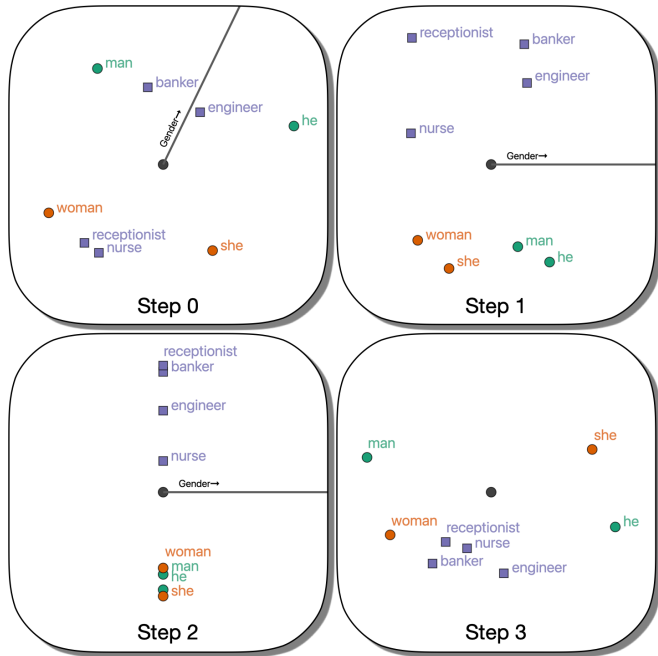 man
banker
engineer
Gender→
he
woman
receptionist
nurse
she
Step 0
receptionist
banker
engineer
nurse
Gender→
woman
man
she
he
Step 1
receptionist
banker
engineer
nurse
Gender→
woman
man
he
she
Step 2
she
man
woman
he
receptionist
nurse
banker
engineer
Step 3